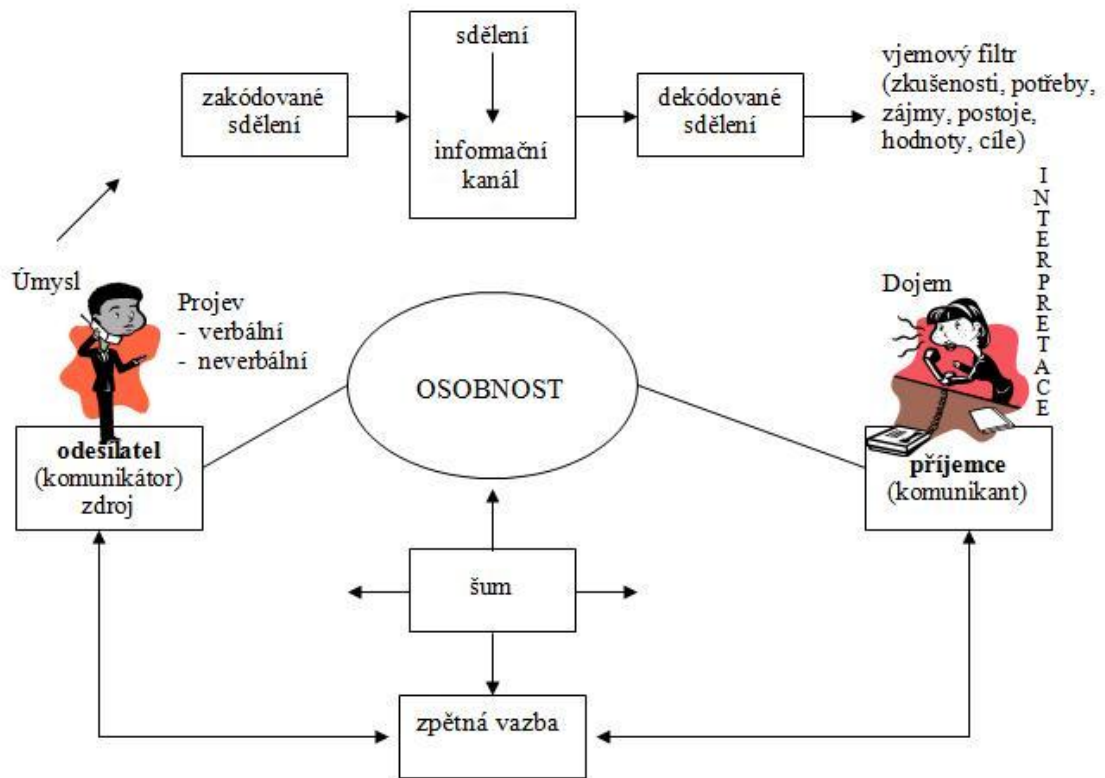 sdělení
informační
kanál
zakódované
sdělení
dekódované
sdělení
vjemový filtr
(zkušenosti, potřeby,
zájmy, postoje,
hodnoty, cíle)
INTERPRETACE
Úmysl
Projev
- verbální
- neverbální
Dojem
OSOBNOST
odesílatel
(komunikátor)
zdroj
příjemce
(komunikant)
šum
zpětná vazba